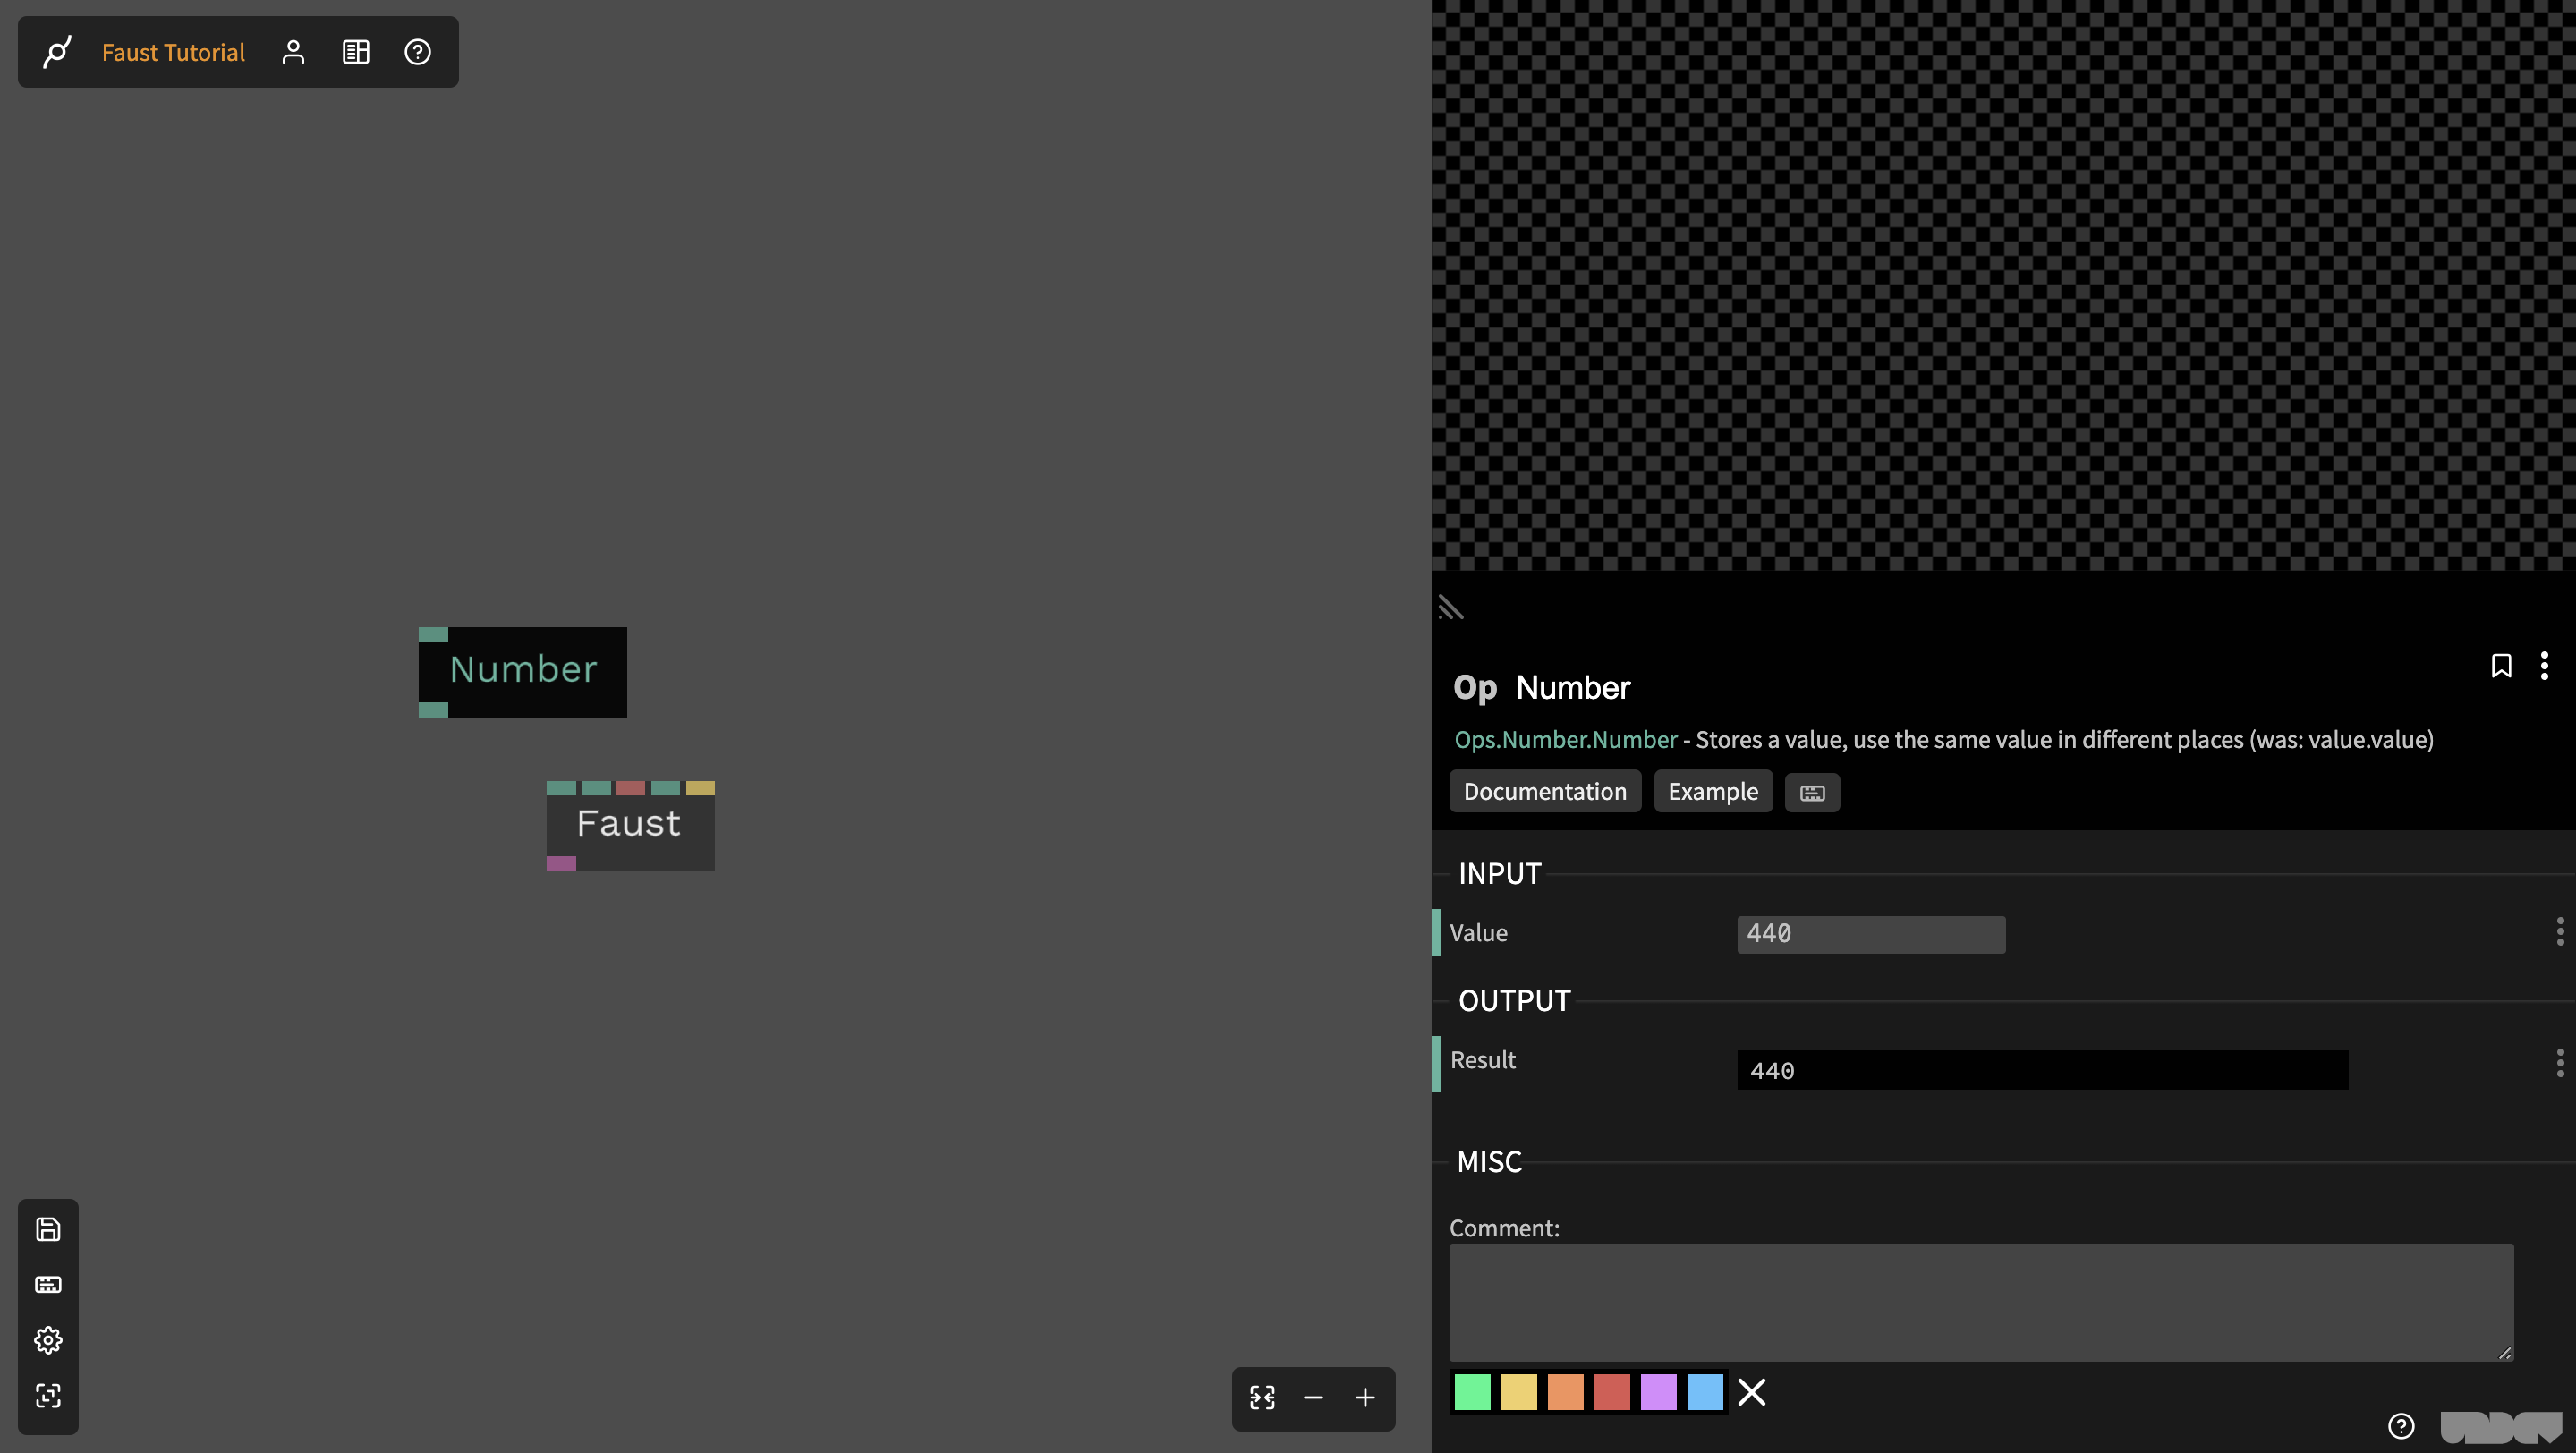 Faust Tutorial
Number
Faust
Op Number
Ops.Number.Number - Stores a value, use the same value in different places (was: value.value)
Documentation Example
INPUT
Value 440
OUTPUT
Result 440
MISC
Comment: